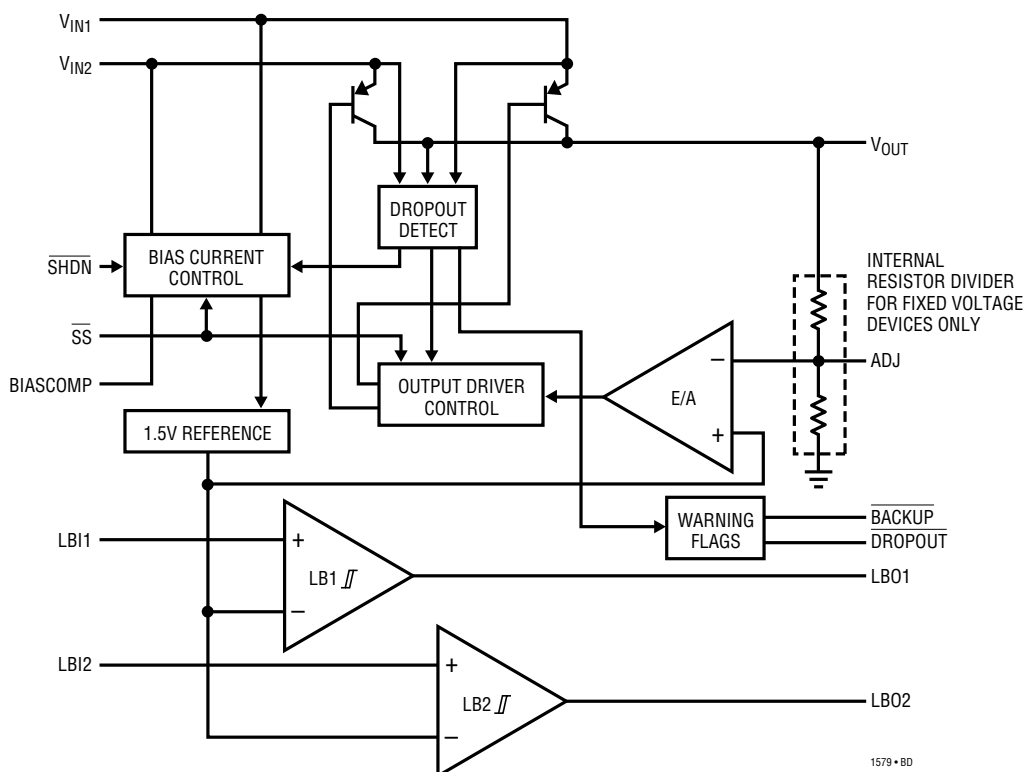 VIN1
VIN2
VOUT
DROPOUT
DETECT
SHDN
BIAS CURRENT
CONTROL
INTERNAL
RESISTOR DIVIDER
FOR FIXED VOLTAGE
DEVICES ONLY
SS
ADJ
BIASCOMP
OUTPUT DRIVER
CONTROL
−
E/A
+
1.5V REFERENCE
WARNING
FLAGS
BACKUP
DROPOUT
LBI1
+
LB1
−
LBO1
LBI2
+
LB2
−
LBO2
1579 • BD